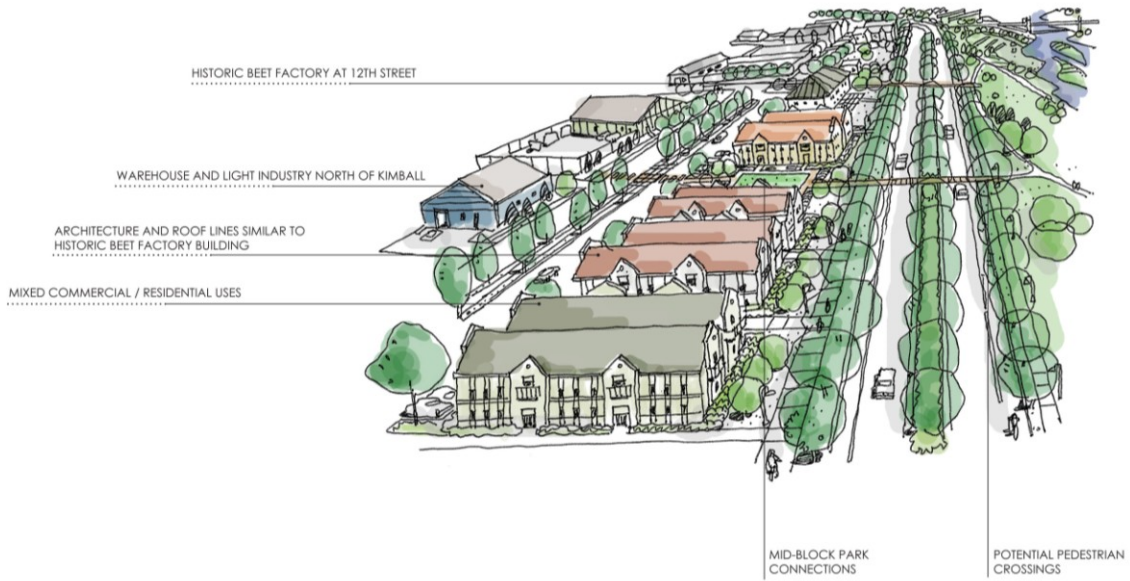 HISTORIC BEET FACTORY AT 12TH STREET
WAREHOUSE AND LIGHT INDUSTRY NORTH OF KIMBALL
ARCHITECTURE AND ROOF LINES SIMILAR TO
HISTORIC BEET FACTORY BUILDING
MIXED COMMERCIAL / RESIDENTIAL USES
MID-BLOCK PARK
CONNECTIONS
POTENTIAL PEDESTRIAN
CROSSINGS